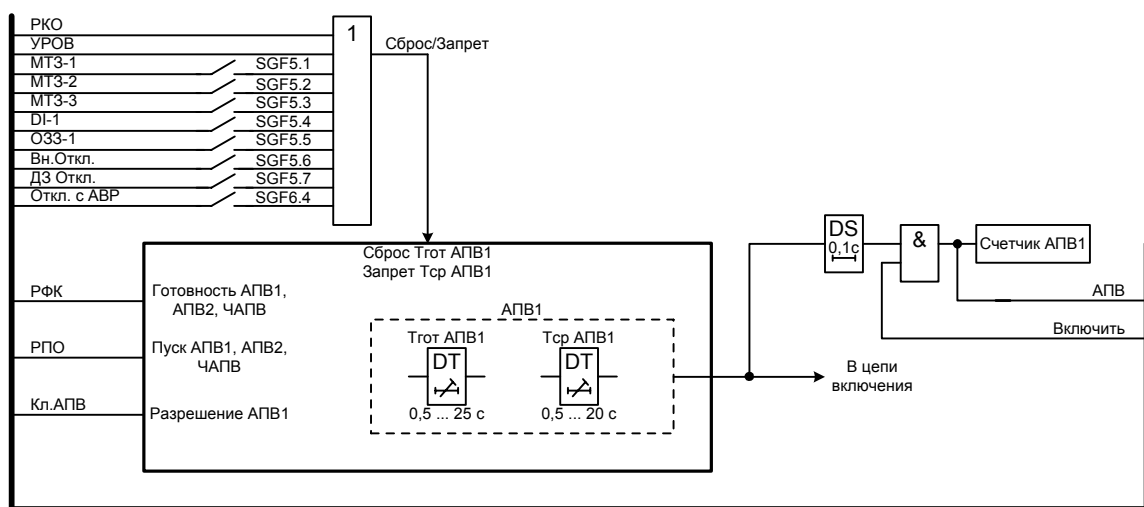 РКО
УРОВ
МТЗ-1
SGF5.1
МТЗ-2
SGF5.2
МТЗ-3
SGF5.3
DI-1
SGF5.4
ОЗЗ-1
SGF5.5
Вн.Откл.
SGF5.6
ДЗ Откл.
SGF5.7
Откл. с АВР
SGF6.4
1
Сброс/Запрет
Сброс Тгот АПВ1
Запрет Тср АПВ1
РФК
Готовность АПВ1,
АПВ2, ЧАПВ
РПО
Пуск АПВ1, АПВ2,
ЧАПВ
Кл.АПВ
Разрешение АПВ1
АПВ1
Тгот АПВ1
DT
0,5 ... 25 с
Тср АПВ1
DT
0,5 ... 20 с
DS
0,1с
&
Счетчик АПВ1
АПВ
Включить
В цепи
включения